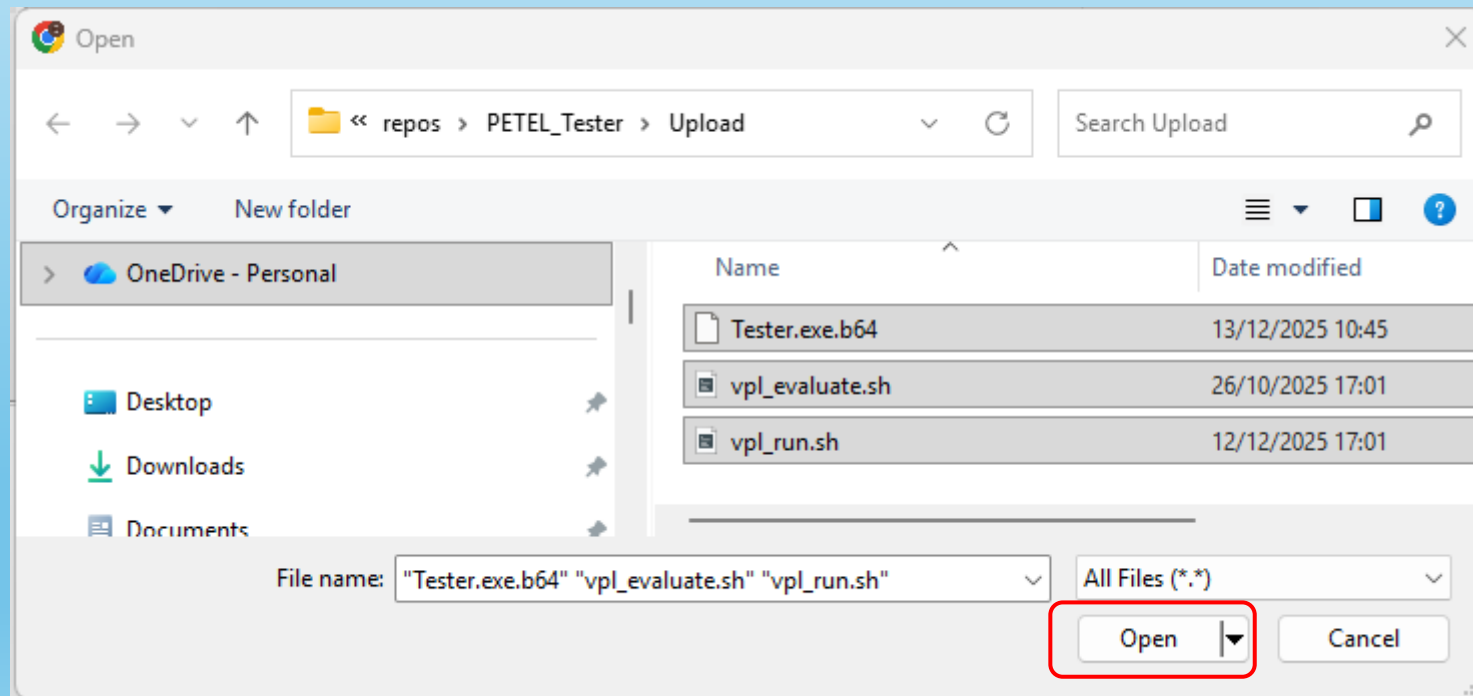 Open
« repos > PETEL_Tester > Upload
Search Upload
Organize
New folder
OneDrive - Personal
Desktop
Downloads
Documents
Name
Date modified
Tester.exe.b64 13/12/2025 10:45
vpl_evaluate.sh 26/10/2025 17:01
vpl_run.sh 12/12/2025 17:01
File name: "Tester.exe.b64" "vpl_evaluate.sh" "vpl_run.sh"
All Files (*.*)
Open
Cancel